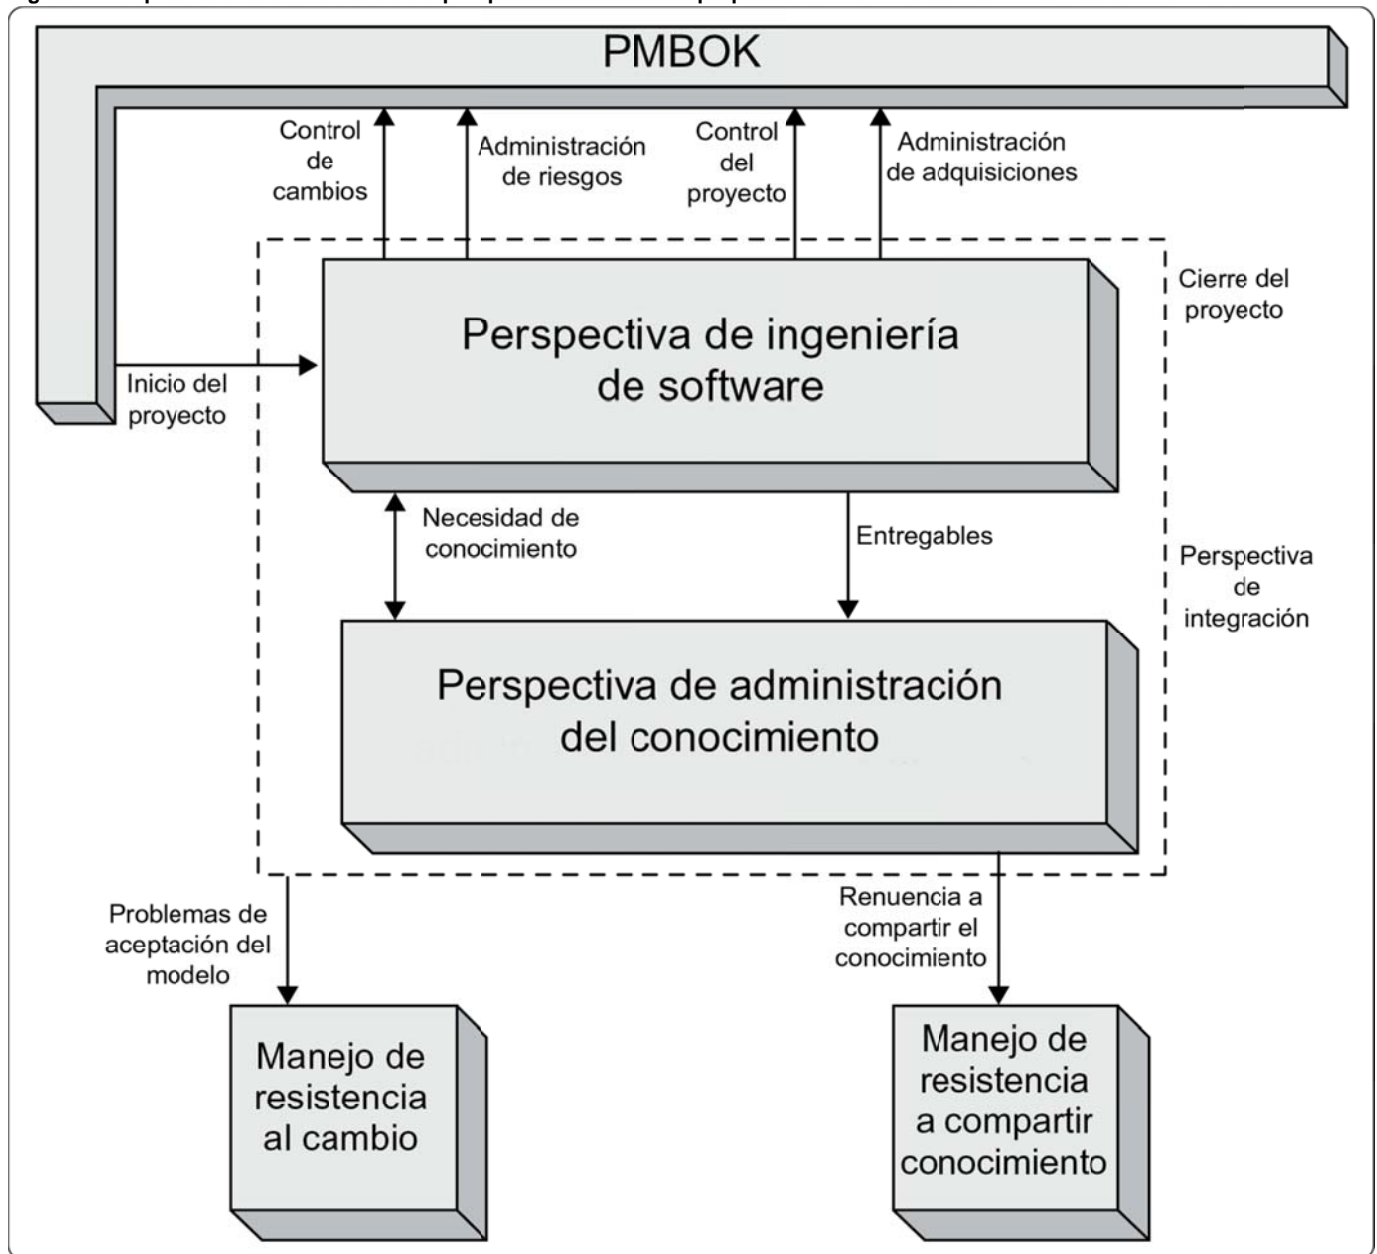 PMBOK
Control
de
cambios
Administración
de riesgos
Control
del
proyecto
Administración
de adquisiciones
Cierre del
proyecto
Perspectiva de ingeniería
de software
Inicio del
proyecto
Necesidad de
conocimiento
Entregables
Perspectiva
de
integración
Perspectiva de administración
del conocimiento
Problemas de
aceptación del
modelo
Renuencia a
compartir el
conocimiento
Manejo de
resistencia
al cambio
Manejo de
resistencia
a compartir
conocimiento